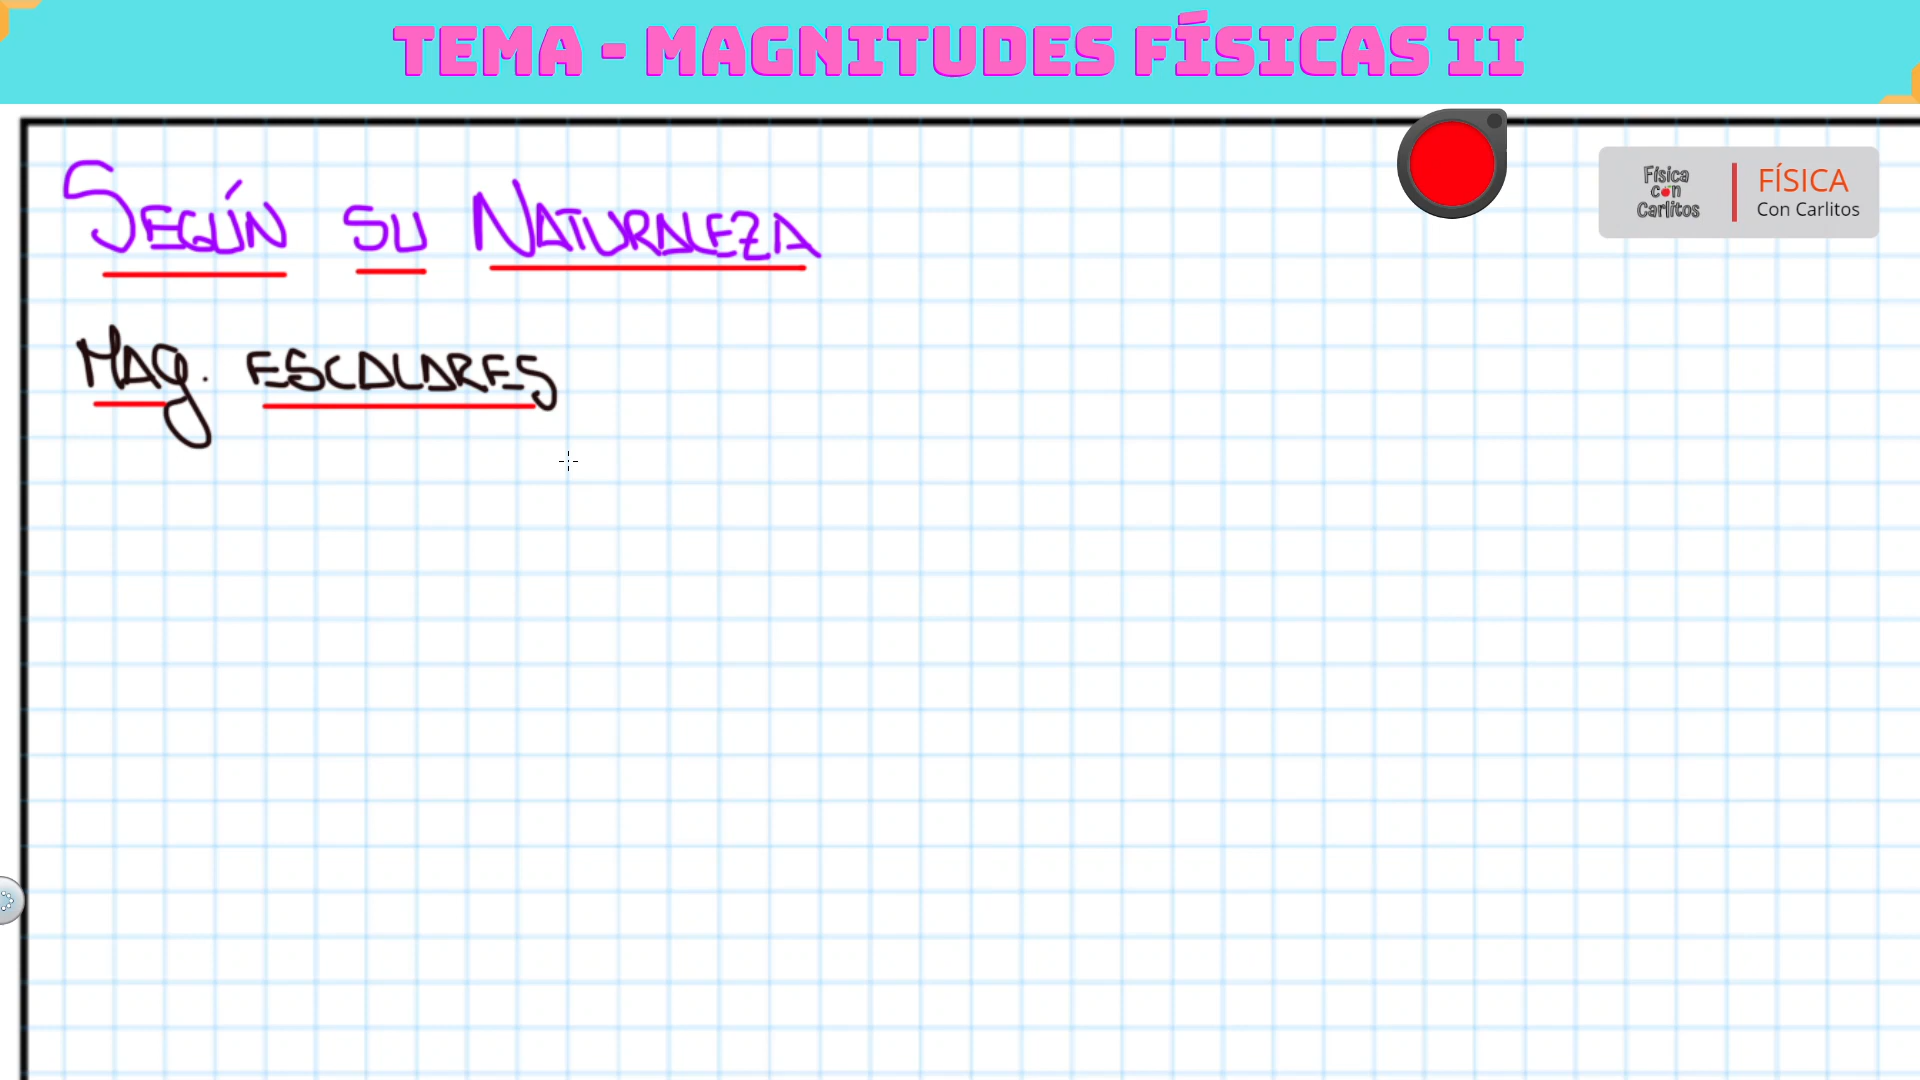 TEMA - MAGNITUDES FÍSICAS II
Física con Carlitos
FÍSICA
Con Carlitos
SEGÚN SU NATURALEZA
MAG. ESCALARES